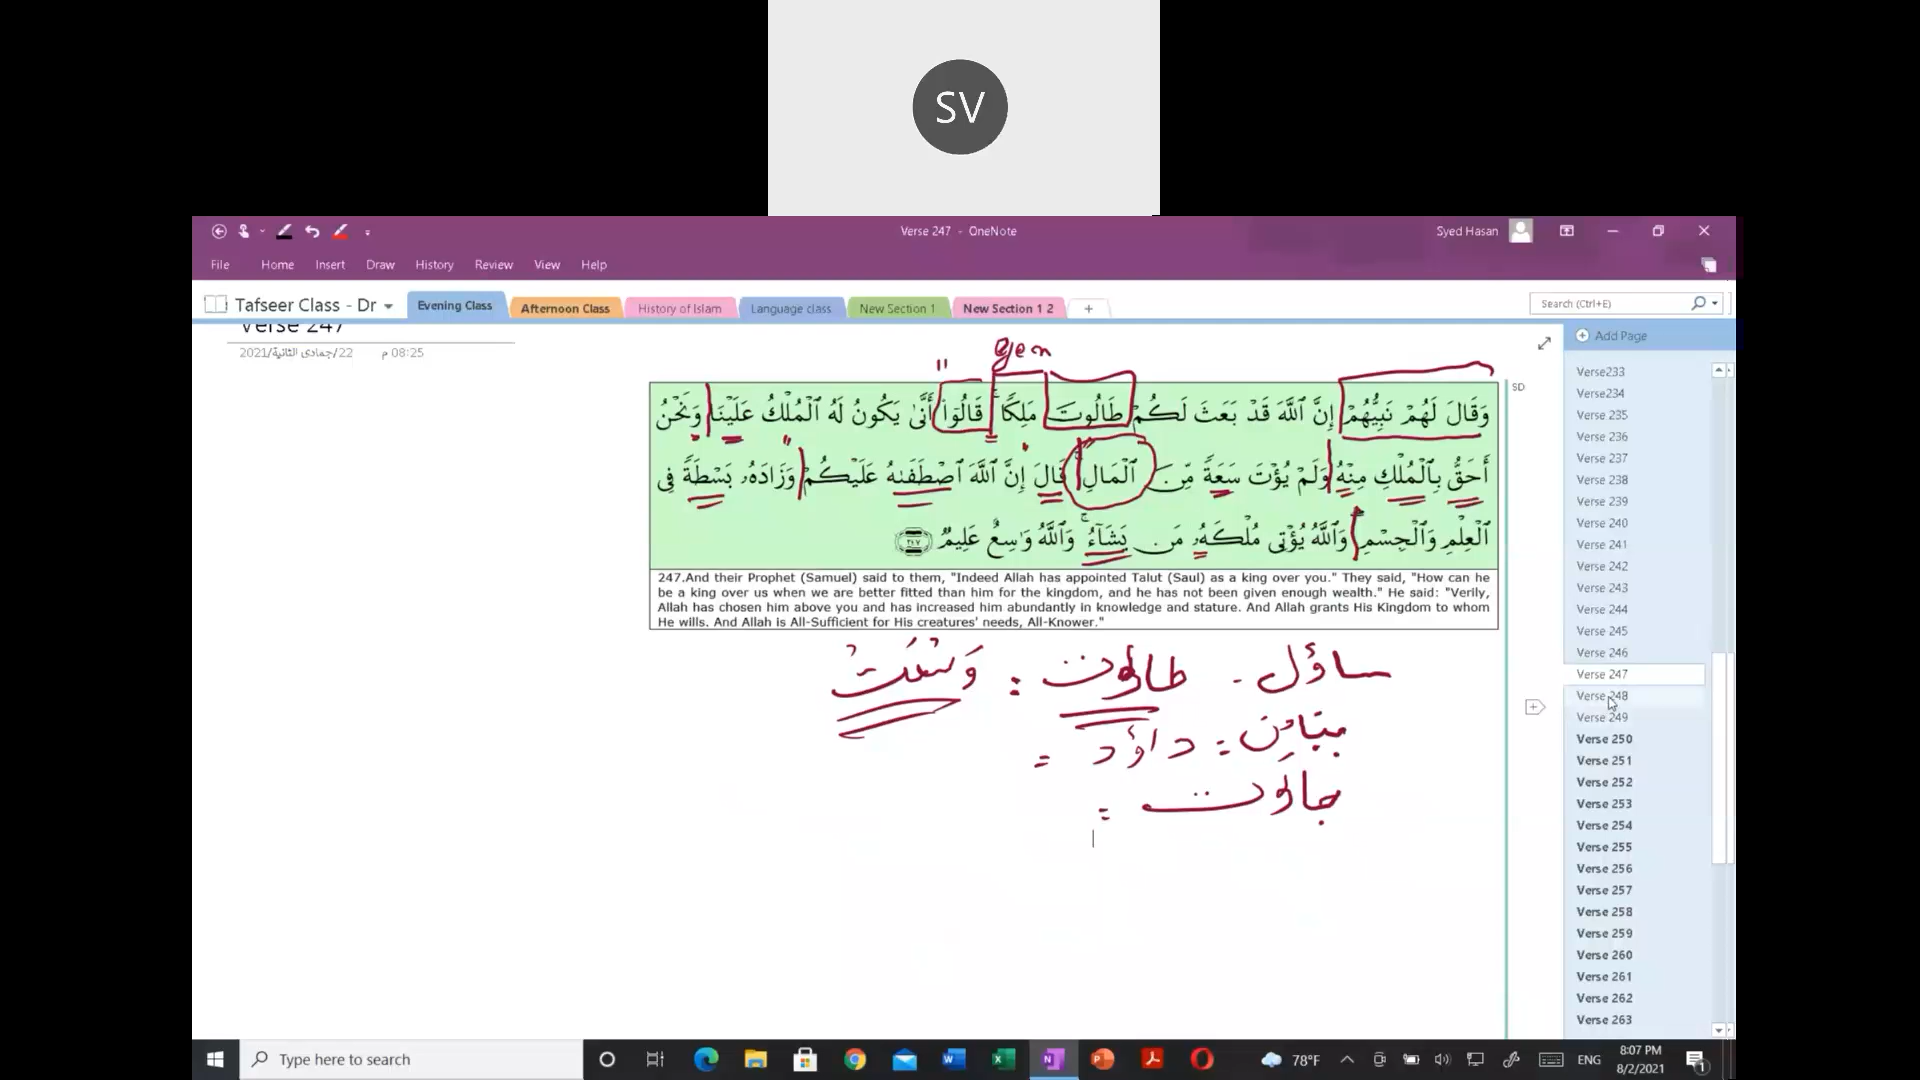 SV
Verse 247 - OneNote
Syed Hasan
File Home Insert Draw History Review View Help
Tafseer Class - Dr
Evening Class
Afternoon Class
History of Islam
Language class
New Section 1
New Section 1 2
+
Search (Ctrl+E)
Verse 247
22/جمادى الثانية/2021 08:25 م
Add Page
SD
وَقَالَ لَهُمْ نَبِيُّهُمْ إِنَّ ٱللَّهَ قَدْ بَعَثَ لَكُمْ طَالُوتَ مَلِكًا ۚ قَالُوٓا۟ أَنَّىٰ يَكُونُ لَهُ ٱلْمُلْكُ عَلَيْنَا وَنَحْنُ
أَحَقُّ بِٱلْمُلْكِ مِنْهُ وَلَمْ يُؤْتَ سَعَةً مِّنَ ٱلْمَالِ ۚ قَالَ إِنَّ ٱللَّهَ ٱصْطَفَىٰهُ عَلَيْكُمْ وَزَادَهُۥ بَسْطَةً فِى
ٱلْعِلْمِ وَٱلْجِسْمِ ۖ وَٱللَّهُ يُؤْتِى مُلْكَهُۥ مَن يَشَآءُ ۚ وَٱللَّهُ وَٰسِعٌ عَلِيمٌ ٢٤٧
247.And their Prophet (Samuel) said to them, "Indeed Allah has appointed Talut (Saul) as a king over you." They said, "How can he
be a king over us when we are better fitted than him for the kingdom, and he has not been given enough wealth." He said: "Verily,
Allah has chosen him above you and has increased him abundantly in knowledge and stature. And Allah grants His Kingdom to whom
He wills. And Allah is All-Sufficient for His creatures' needs, All-Knower."
ساؤل - طالوت : وَسْعَتْ
داؤد =
جالوت :
Verse233
Verse234
Verse 235
Verse 236
Verse 237
Verse 238
Verse 239
Verse 240
Verse 241
Verse 242
Verse 243
Verse 244
Verse 245
Verse 246
Verse 247
Verse 248
Verse 249
Verse 250
Verse 251
Verse 252
Verse 253
Verse 254
Verse 255
Verse 256
Verse 257
Verse 258
Verse 259
Verse 260
Verse 261
Verse 262
Verse 263
Type here to search
78°F
ENG
8:07 PM
8/2/2021
1